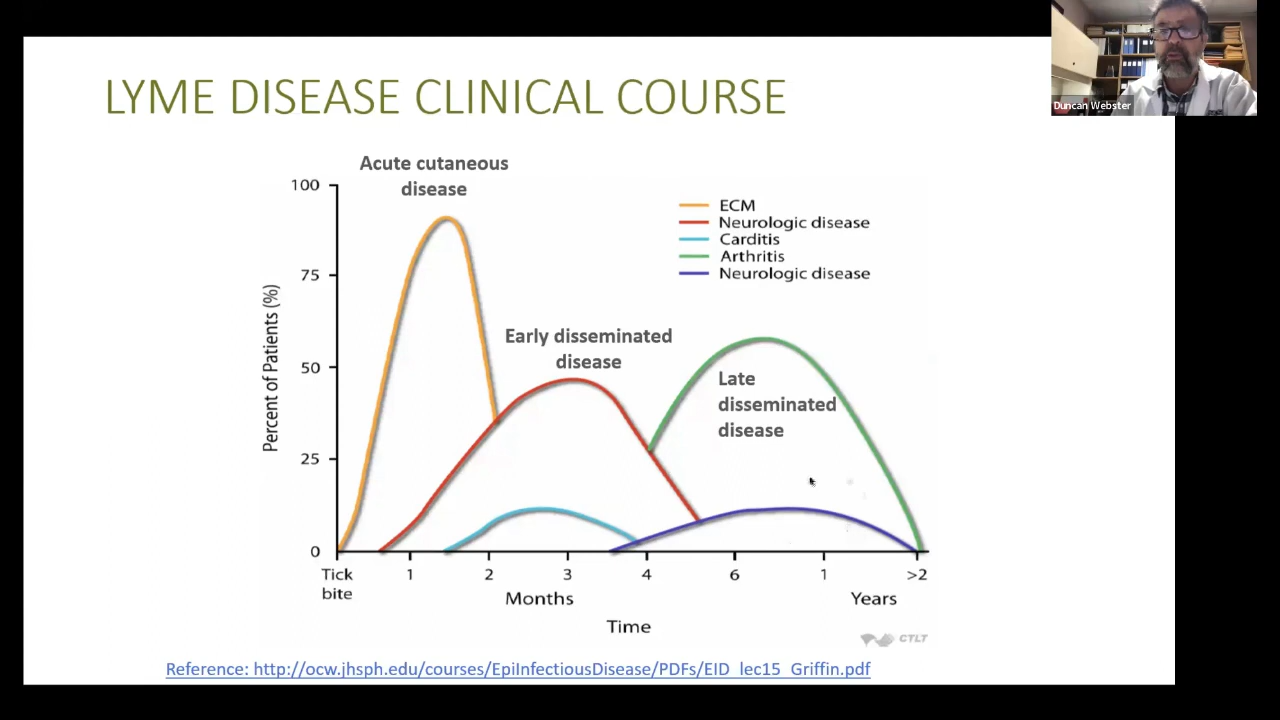 LYME DISEASE CLINICAL COURSE
Duncan Webster
Acute cutaneous
disease
100
75
50
25
0
Percent of Patients (%)
ECM
Neurologic disease
Carditis
Arthritis
Neurologic disease
Early disseminated
disease
Late
disseminated
disease
Tick
bite
1
2
3
4
6
1
>2
Months
Years
Time
CTLT
Reference: http://ocw.jhsph.edu/courses/EpiInfectiousDisease/PDFs/EID_lec15_Griffin.pdf